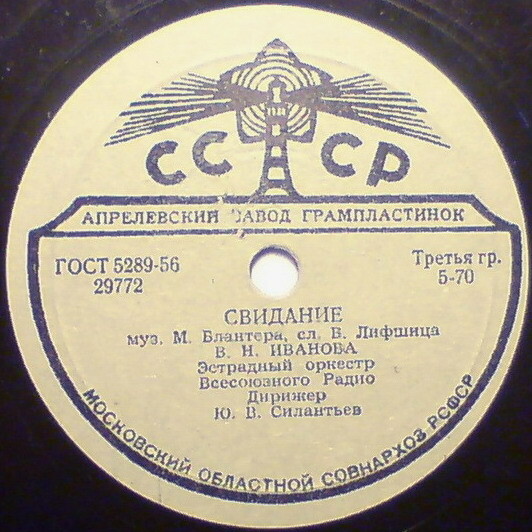 СССР
АПРЕЛЕВСКИЙ ЗАВОД ГРАМПЛАСТИНОК
ГОСТ 5289-56
29772
Третья гр.
5-70
СВИДАНИЕ
муз. М. Блантера, сл. В. Лифшица
В. Н. ИВАНОВА
Эстрадный оркестр
Всесоюзного Радио
Дирижер
Ю. В. Силантьев
МОСКОВСКИЙ ОБЛАСТНОЙ СОВНАРХОЗ РСФСР